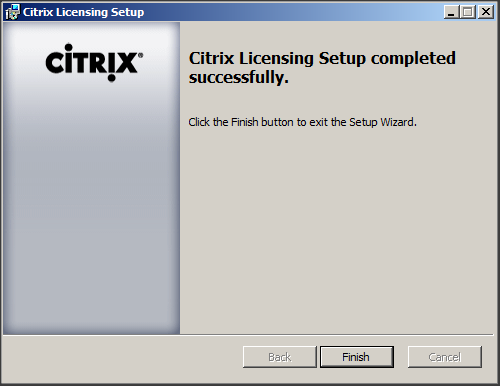 Citrix Licensing Setup
CiTRIX®
Citrix Licensing Setup completed
successfully.
Click the Finish button to exit the Setup Wizard.
Back
Finish
Cancel